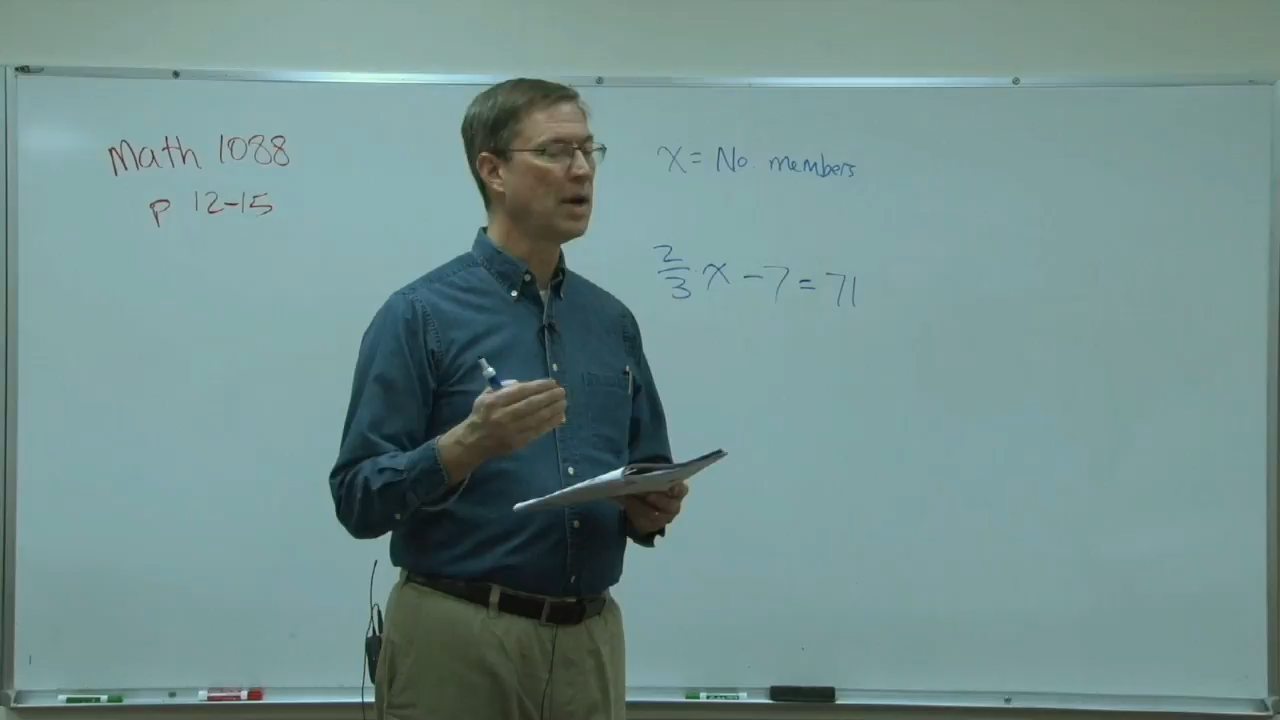 Math 1088
p 12-15
x = No members
2/3 x - 7 = 71